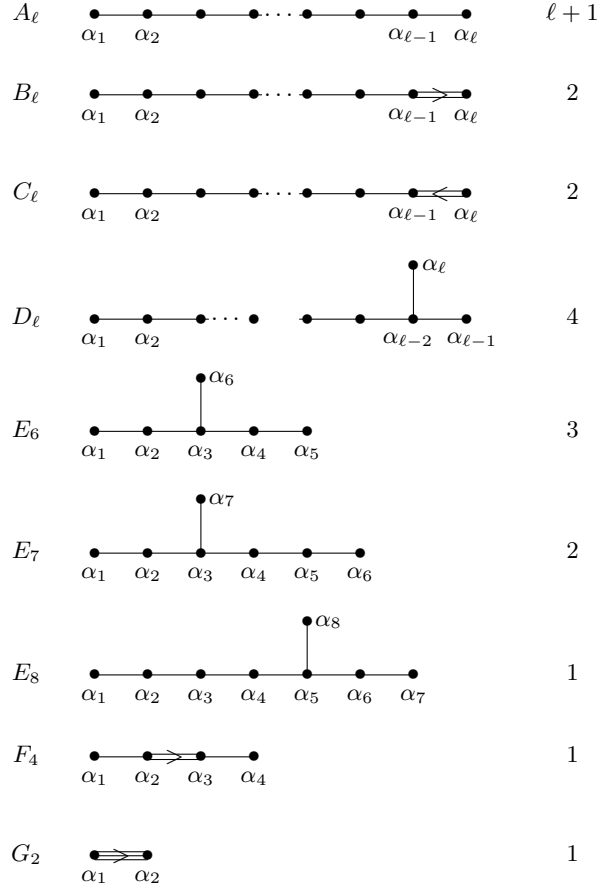 A_ℓ ··· ℓ + 1
α_1 α_2 α_{ℓ−1} α_ℓ
B_ℓ ··· 2
α_1 α_2 α_{ℓ−1} α_ℓ
C_ℓ ··· 2
α_1 α_2 α_{ℓ−1} α_ℓ
α_ℓ
D_ℓ ···· 4
α_1 α_2 α_{ℓ−2} α_{ℓ−1}
α_6
E_6 3
α_1 α_2 α_3 α_4 α_5
α_7
E_7 2
α_1 α_2 α_3 α_4 α_5 α_6
α_8
E_8 1
α_1 α_2 α_3 α_4 α_5 α_6 α_7
F_4 1
α_1 α_2 α_3 α_4
G_2 1
α_1 α_2